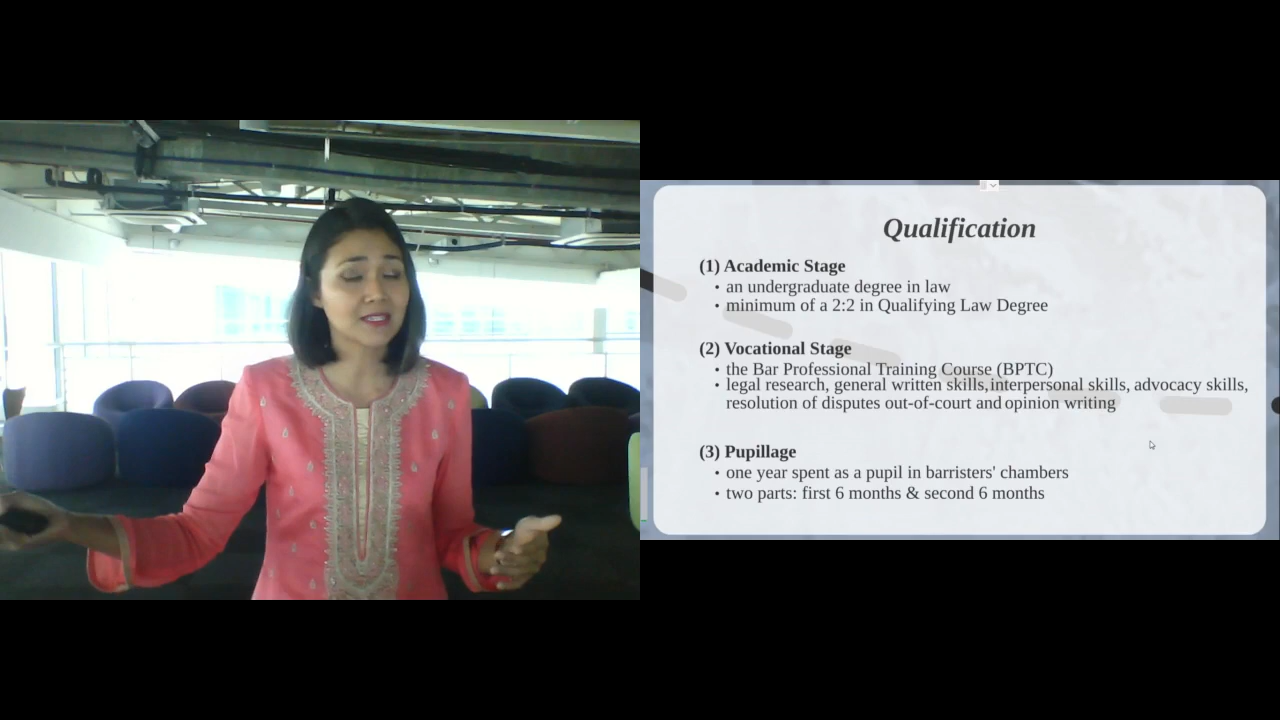 Qualification
(1) Academic Stage
• an undergraduate degree in law
• minimum of a 2:2 in Qualifying Law Degree
(2) Vocational Stage
• the Bar Professional Training Course (BPTC)
• legal research, general written skills,interpersonal skills, advocacy skills,
resolution of disputes out-of-court and opinion writing
(3) Pupillage
• one year spent as a pupil in barristers' chambers
• two parts: first 6 months & second 6 months